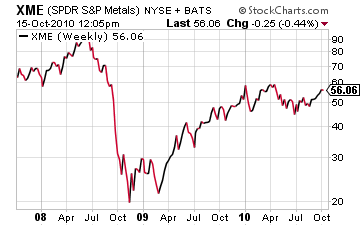 XME (SPDR S&P Metals) NYSE + BATS © StockCharts.com
15-Oct-2010 12:05pm Last 56.06 Chg -0.25 (-0.44%)
XME (Weekly) 56.06
90
80
70
60
56.06
50
40
30
20
08 Apr Jul Oct 09 Apr Jul Oct 10 Apr Jul Oct